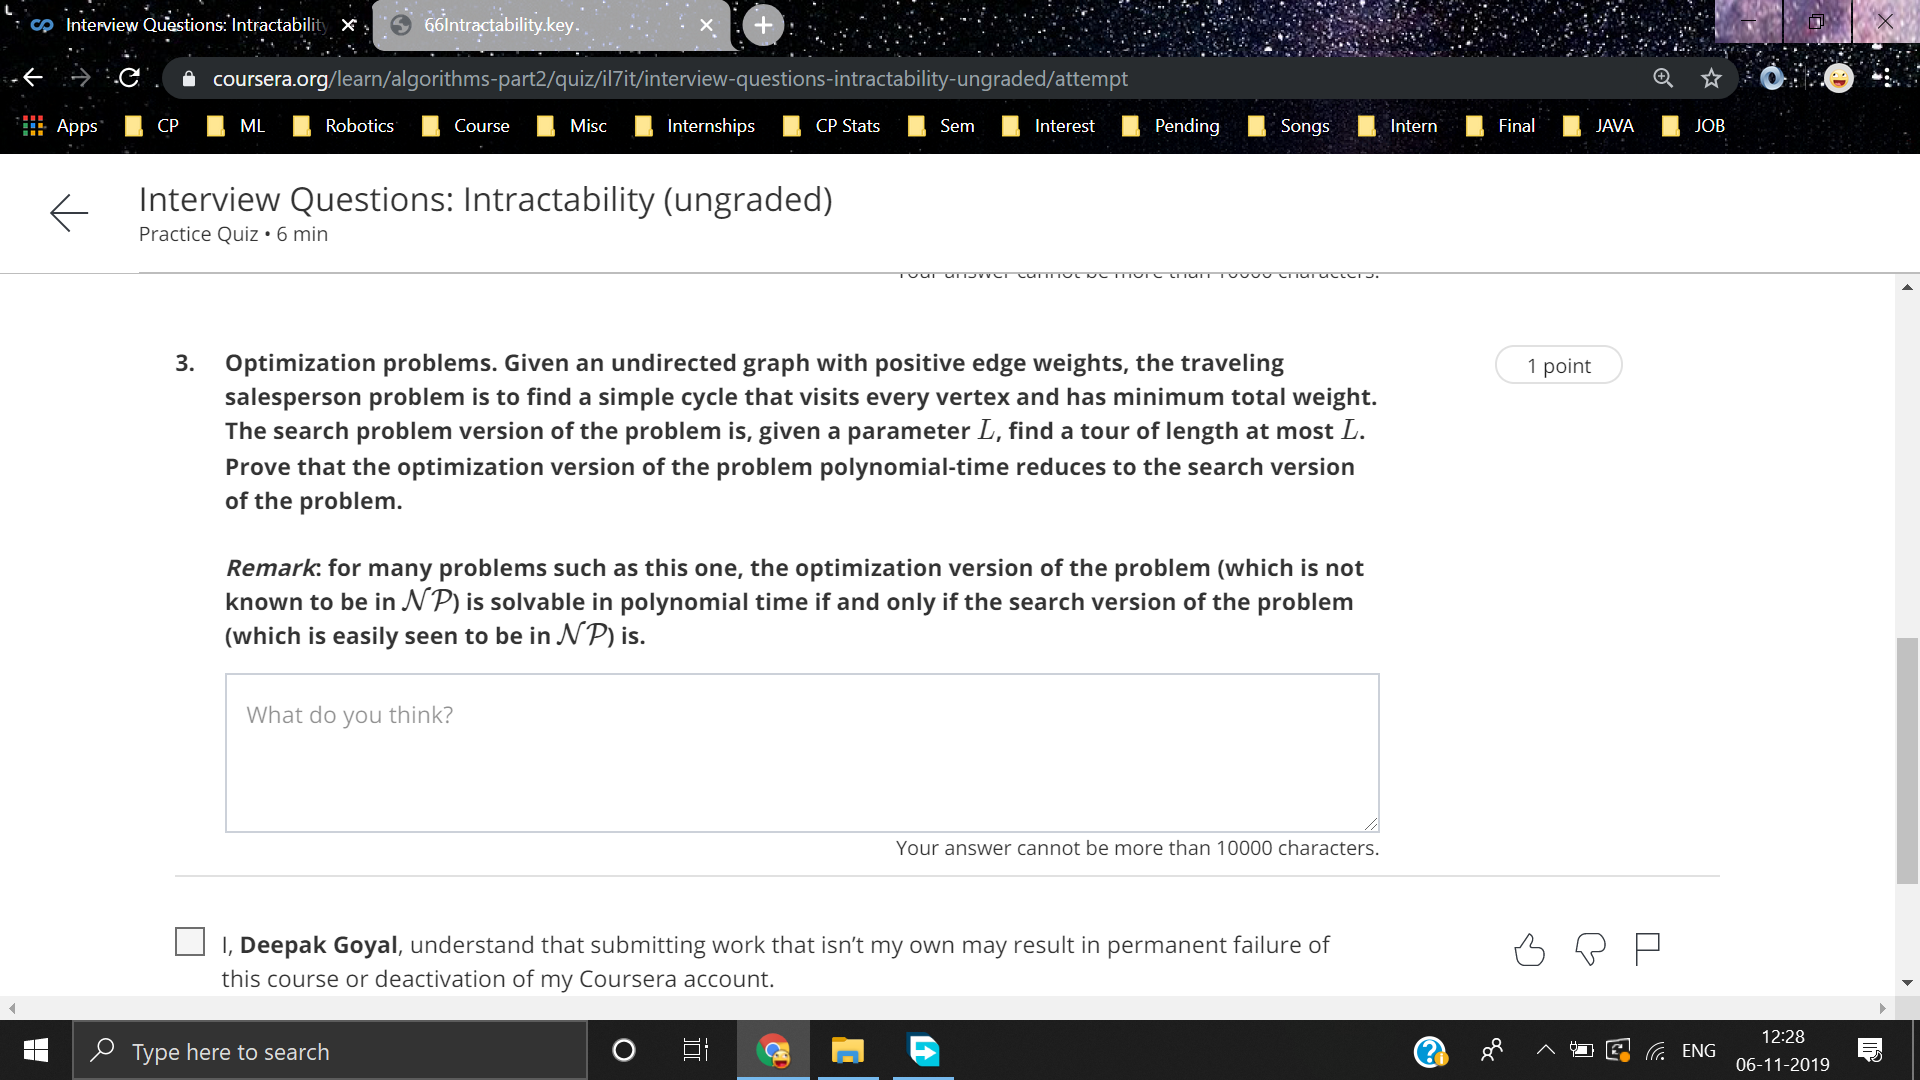 Interview Questions: Intractability
66Intractability.key
coursera.org/learn/algorithms-part2/quiz/il7it/interview-questions-intractability-ungraded/attempt
Apps CP ML Robotics Course Misc Internships CP Stats Sem Interest Pending Songs Intern Final JAVA JOB
Interview Questions: Intractability (ungraded)
Practice Quiz • 6 min
Your answer cannot be more than 10000 characters.
3. Optimization problems. Given an undirected graph with positive edge weights, the traveling 1 point
salesperson problem is to find a simple cycle that visits every vertex and has minimum total weight.
The search problem version of the problem is, given a parameter L, find a tour of length at most L.
Prove that the optimization version of the problem polynomial-time reduces to the search version
of the problem.
Remark: for many problems such as this one, the optimization version of the problem (which is not
known to be in NP) is solvable in polynomial time if and only if the search version of the problem
(which is easily seen to be in NP) is.
What do you think?
Your answer cannot be more than 10000 characters.
I, Deepak Goyal, understand that submitting work that isn't my own may result in permanent failure of
this course or deactivation of my Coursera account.
Type here to search
ENG
12:28
06-11-2019